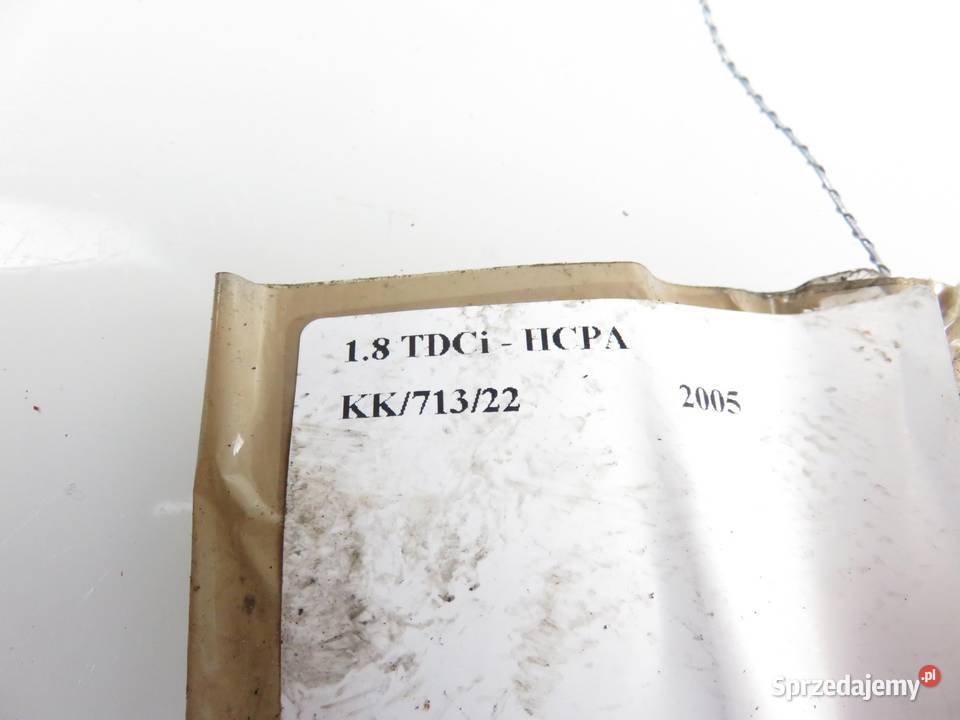 1.8 TDCi - HCPA
KK/713/22 2005
Sprzedajemy.pl